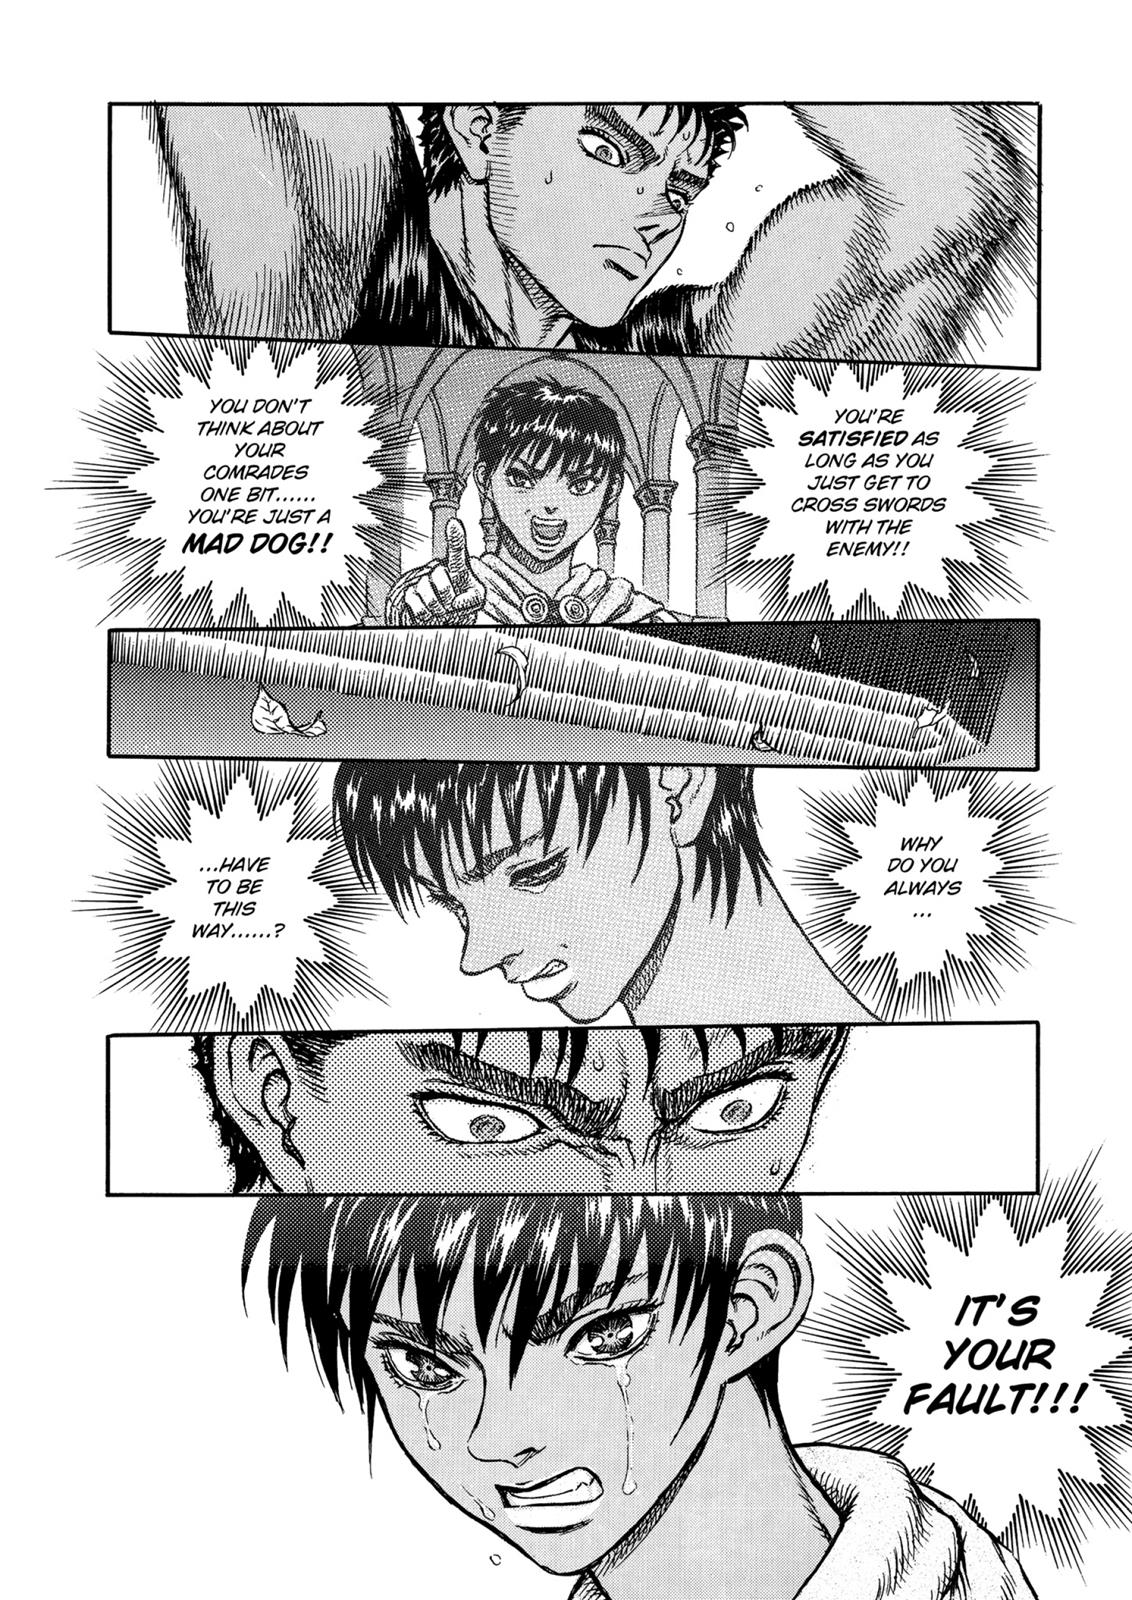 YOU'RE
SATISFIED AS
LONG AS YOU
JUST GET TO
CROSS SWORDS
WITH THE
ENEMY!!
YOU DON'T
THINK ABOUT
YOUR
COMRADES
ONE BIT......
YOU'RE JUST A
MAD DOG!!
WHY
DO YOU
ALWAYS
...
...HAVE
TO BE
THIS
WAY......?
IT'S
YOUR
FAULT!!!